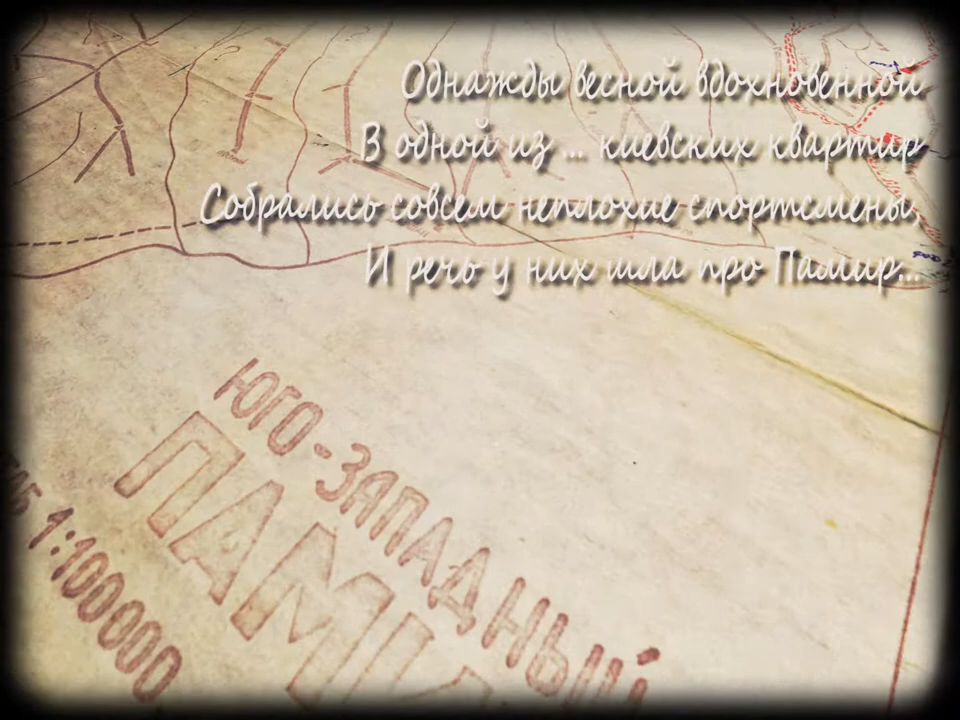 Однажды весной вдохновенной
В одной из ... киевских квартир
Собрались совсем неплохие спортсмены,
И речь у них шла про Памир...
ЮГО-ЗАПАДНЫЙ
ПАМИ
1:100000